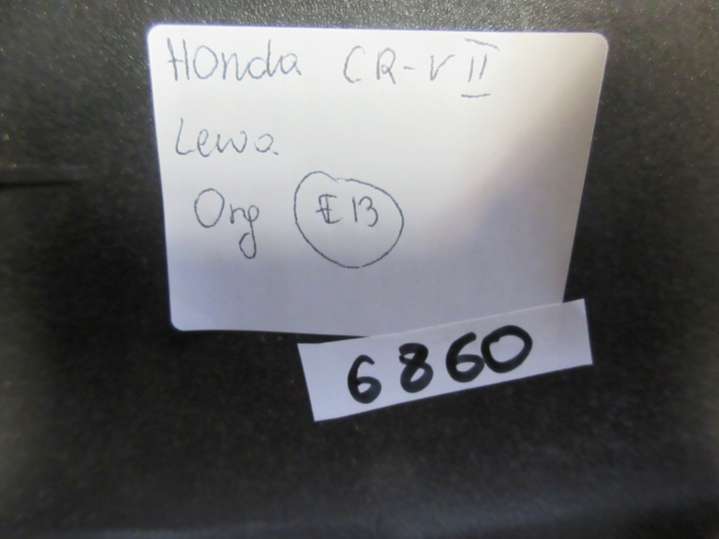 Honda CR-V II
Lewa
Org E13
6860